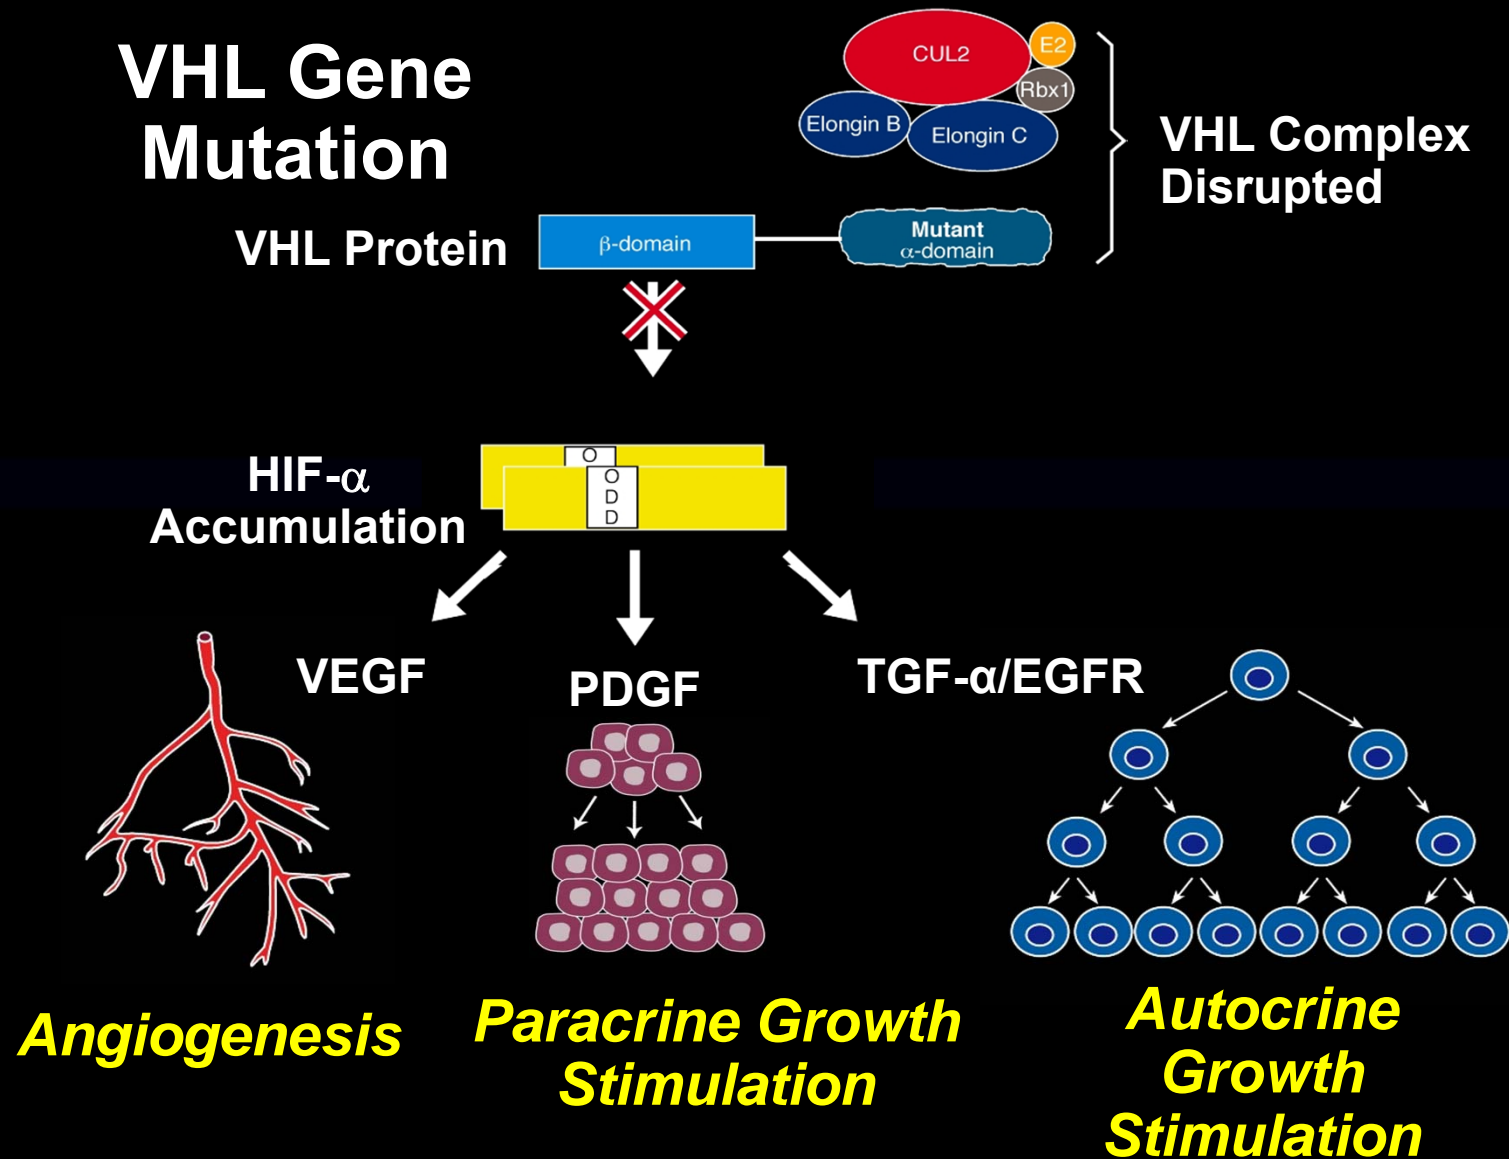 VHL Gene
Mutation
CUL2
E2
Rbx1
Elongin B
Elongin C
VHL Complex
Disrupted
VHL Protein
β-domain
Mutant
α-domain
HIF-α
Accumulation
O
O
D
D
VEGF
PDGF
TGF-α/EGFR
Angiogenesis
Paracrine Growth
Stimulation
Autocrine
Growth
Stimulation